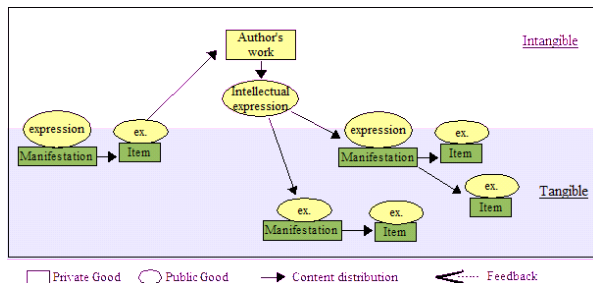 Author's
work
Intangible
Intellectual
expression
expression
ex.
Manifestation
Item
expression
ex.
Manifestation
Item
ex.
Item
Tangible
ex.
Manifestation
ex.
Item
Private Good
Public Good
Content distribution
Feedback